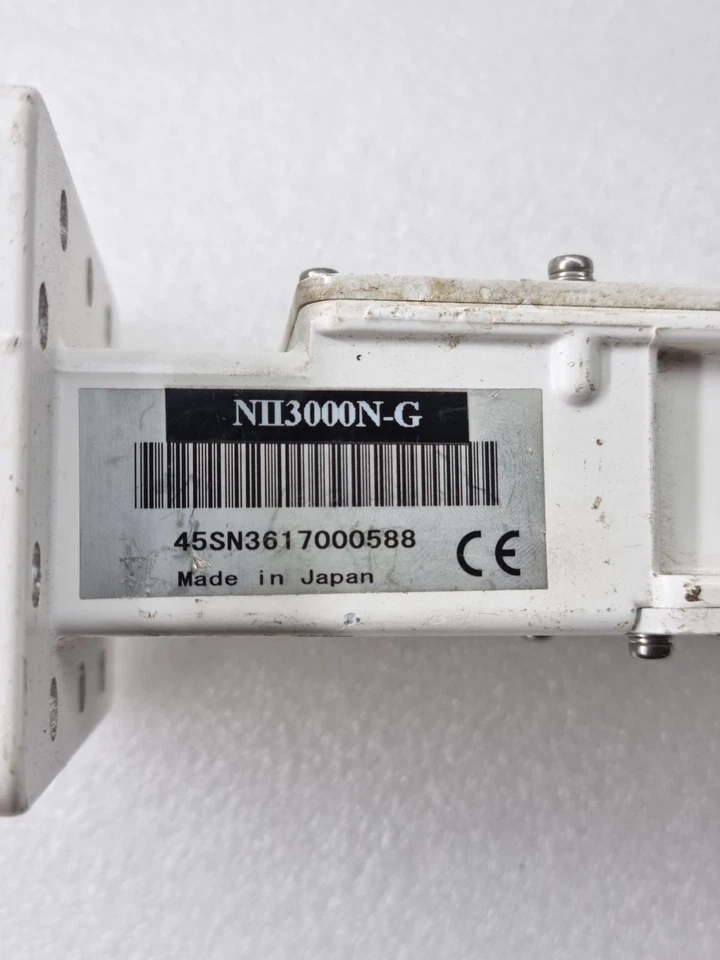 NII3000N-G
45SN3617000588
CE
Made in Japan